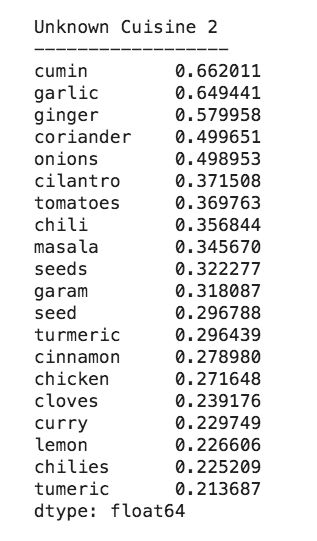 Unknown Cuisine 2
------------------
cumin 0.662011
garlic 0.649441
ginger 0.579958
coriander 0.499651
onions 0.498953
cilantro 0.371508
tomatoes 0.369763
chili 0.356844
masala 0.345670
seeds 0.322277
garam 0.318087
seed 0.296788
turmeric 0.296439
cinnamon 0.278980
chicken 0.271648
cloves 0.239176
curry 0.229749
lemon 0.226606
chilies 0.225209
tumeric 0.213687
dtype: float64